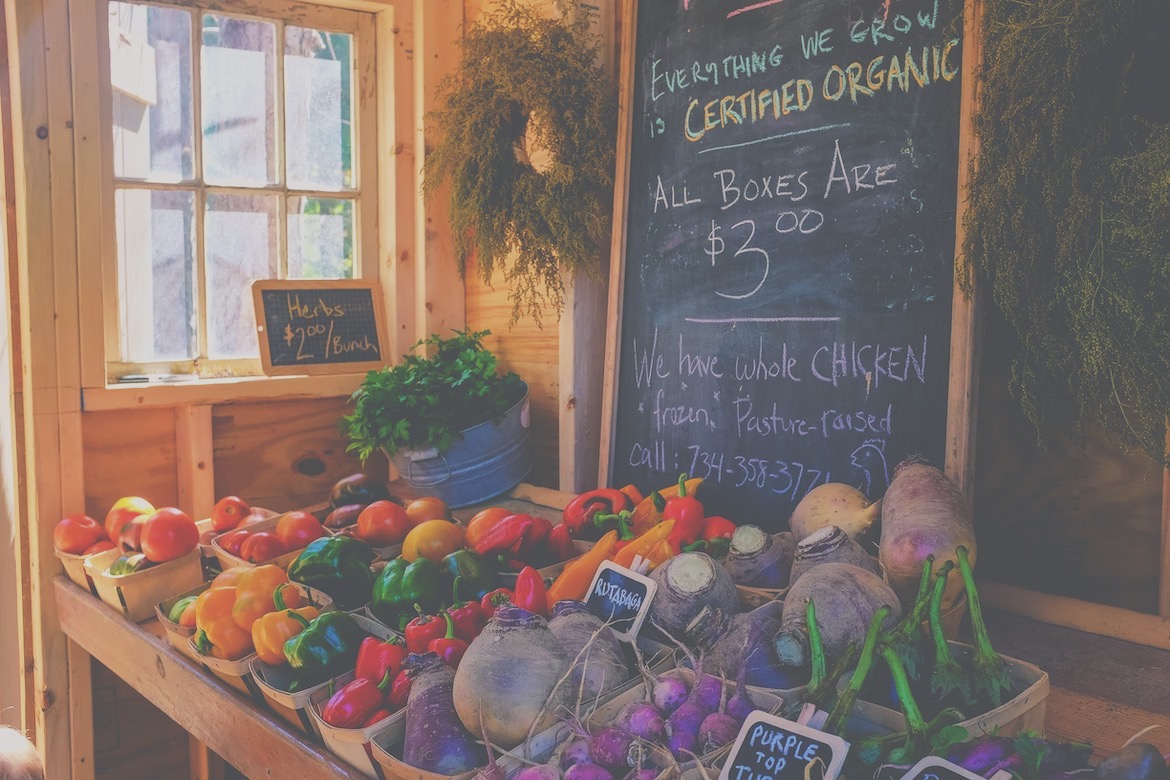 EVERYTHING WE GROW
is CERTIFIED ORGANIC
ALL BOXES ARE
$3.00
We have whole CHICKEN
"frozen" Pasture-raised
call: 734-358-3771
Herbs
$2.00/Bunch
RUTABAGA
PURPLE
TOP